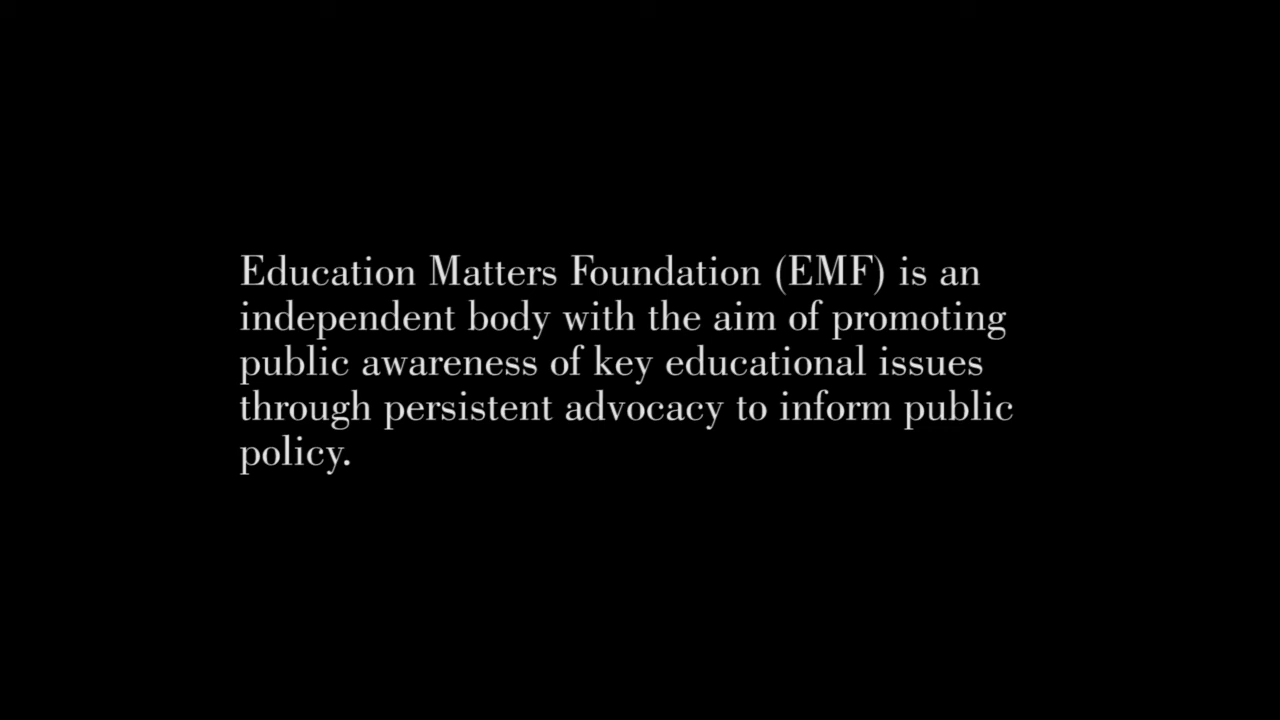 Education Matters Foundation (EMF) is an
independent body with the aim of promoting
public awareness of key educational issues
through persistent advocacy to inform public
policy.